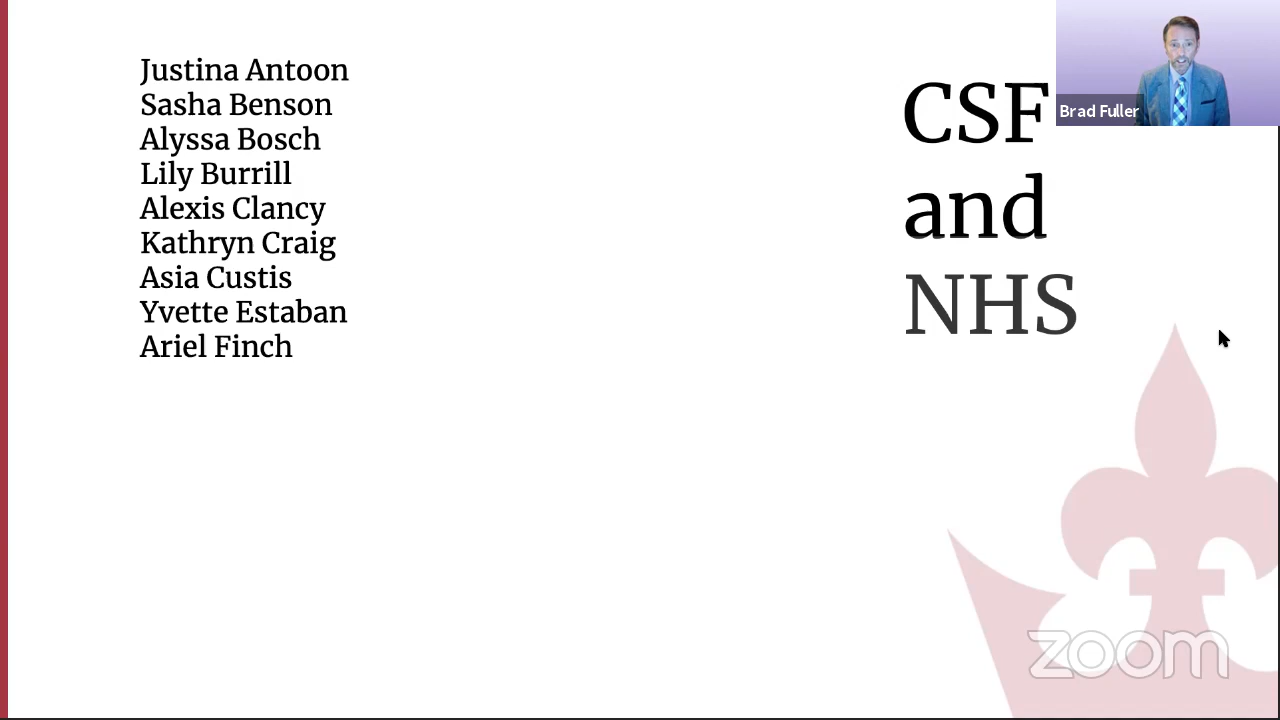 Justina Antoon
Sasha Benson
Alyssa Bosch
Lily Burrill
Alexis Clancy
Kathryn Craig
Asia Custis
Yvette Estaban
Ariel Finch
CSF
and
NHS
Brad Fuller
zoom